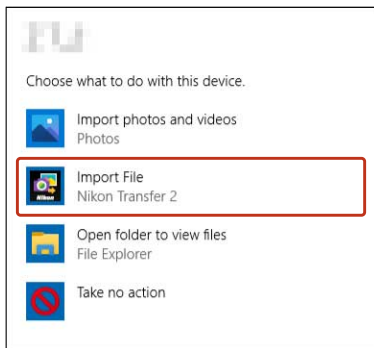 Choose what to do with this device.
Import photos and videos
Photos
Import File
Nikon Transfer 2
Open folder to view files
File Explorer
Take no action